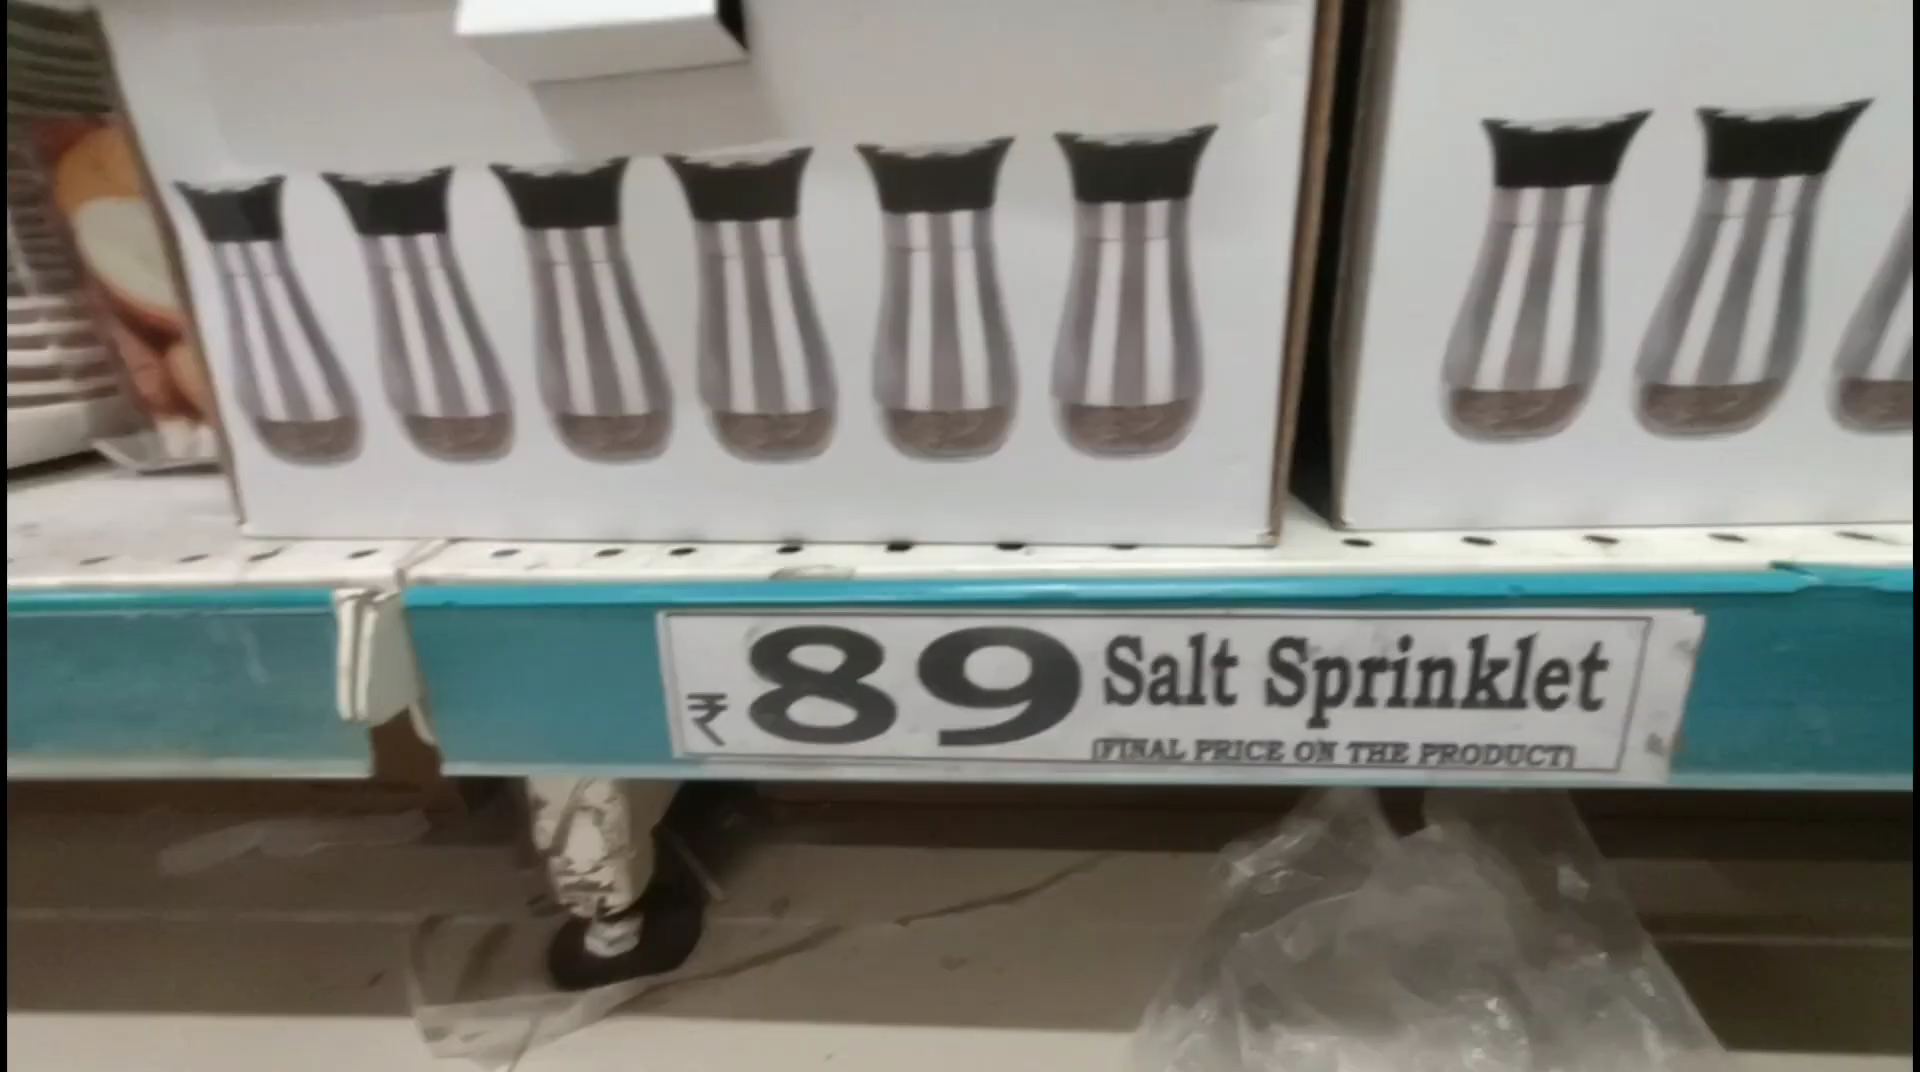 ₹ 89 Salt Sprinklet
(FINAL PRICE ON THE PRODUCT)